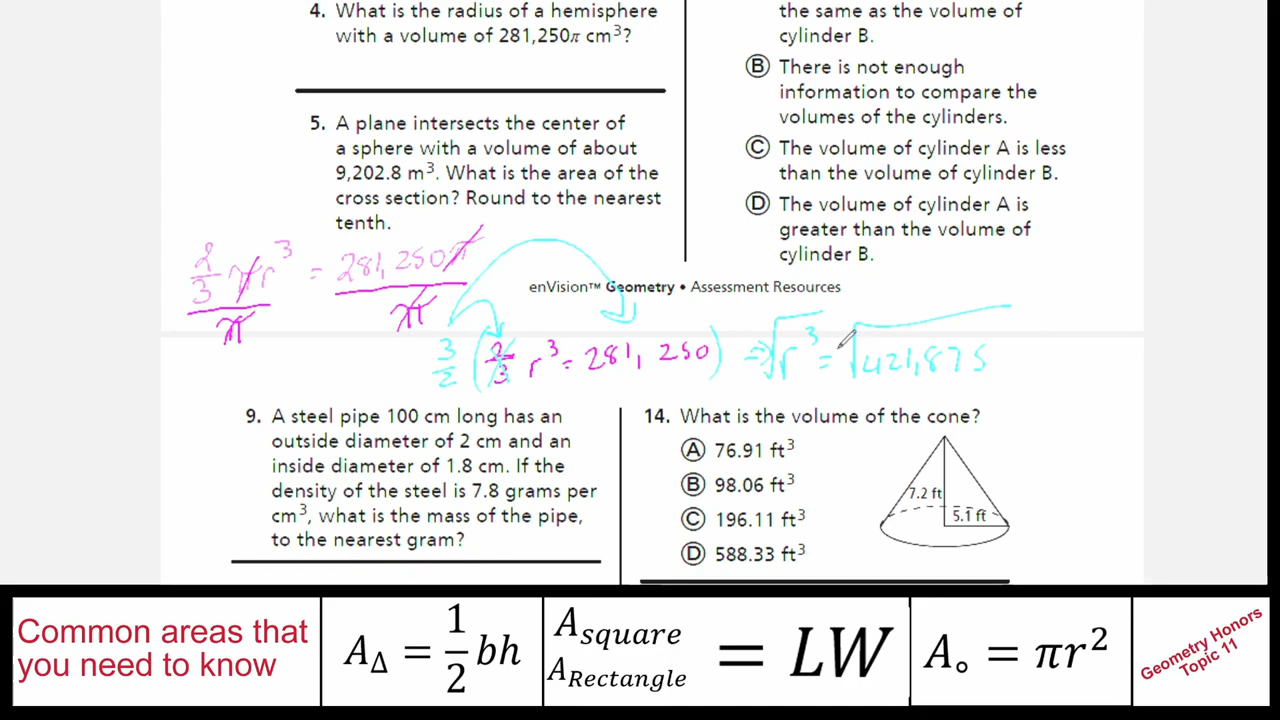 4. What is the radius of a hemisphere
with a volume of 281,250π cm³?
5. A plane intersects the center of
a sphere with a volume of about
9,202.8 m³. What is the area of the
cross section? Round to the nearest
tenth.
the same as the volume of
cylinder B.
Ⓑ There is not enough
information to compare the
volumes of the cylinders.
Ⓒ The volume of cylinder A is less
than the volume of cylinder B.
Ⓓ The volume of cylinder A is
greater than the volume of
cylinder B.
2/3 πr³ / π = 281,250π / π
enVision™ Geometry • Assessment Resources
3/2 (2/3 r³ = 281,250) ⇒ ³√r³ = √421,875
9. A steel pipe 100 cm long has an
outside diameter of 2 cm and an
inside diameter of 1.8 cm. If the
density of the steel is 7.8 grams per
cm³, what is the mass of the pipe,
to the nearest gram?
14. What is the volume of the cone?
Ⓐ 76.91 ft³
Ⓑ 98.06 ft³
Ⓒ 196.11 ft³
Ⓓ 588.33 ft³
7.2 ft
5.1 ft
Common areas that
you need to know
A△ = 1/2 bh
Asquare
ARectangle = LW
A∘ = πr²
Geometry Honors
Topic 11